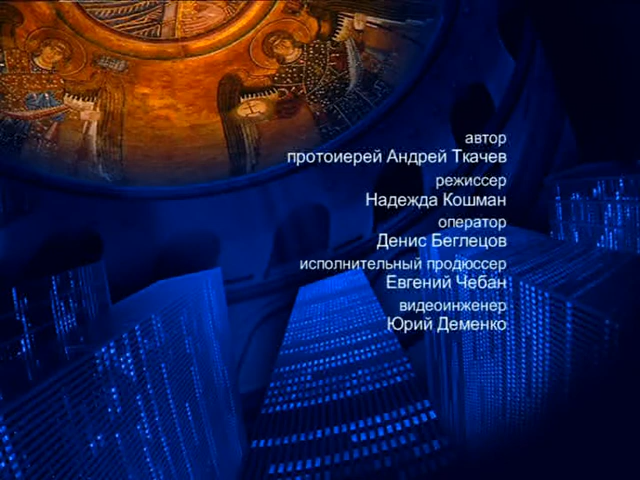 автор
протоиерей Андрей Ткачев
режиссер
Надежда Кошман
оператор
Денис Беглецов
исполнительный продюссер
Евгений Чебан
видеоинженер
Юрий Деменко